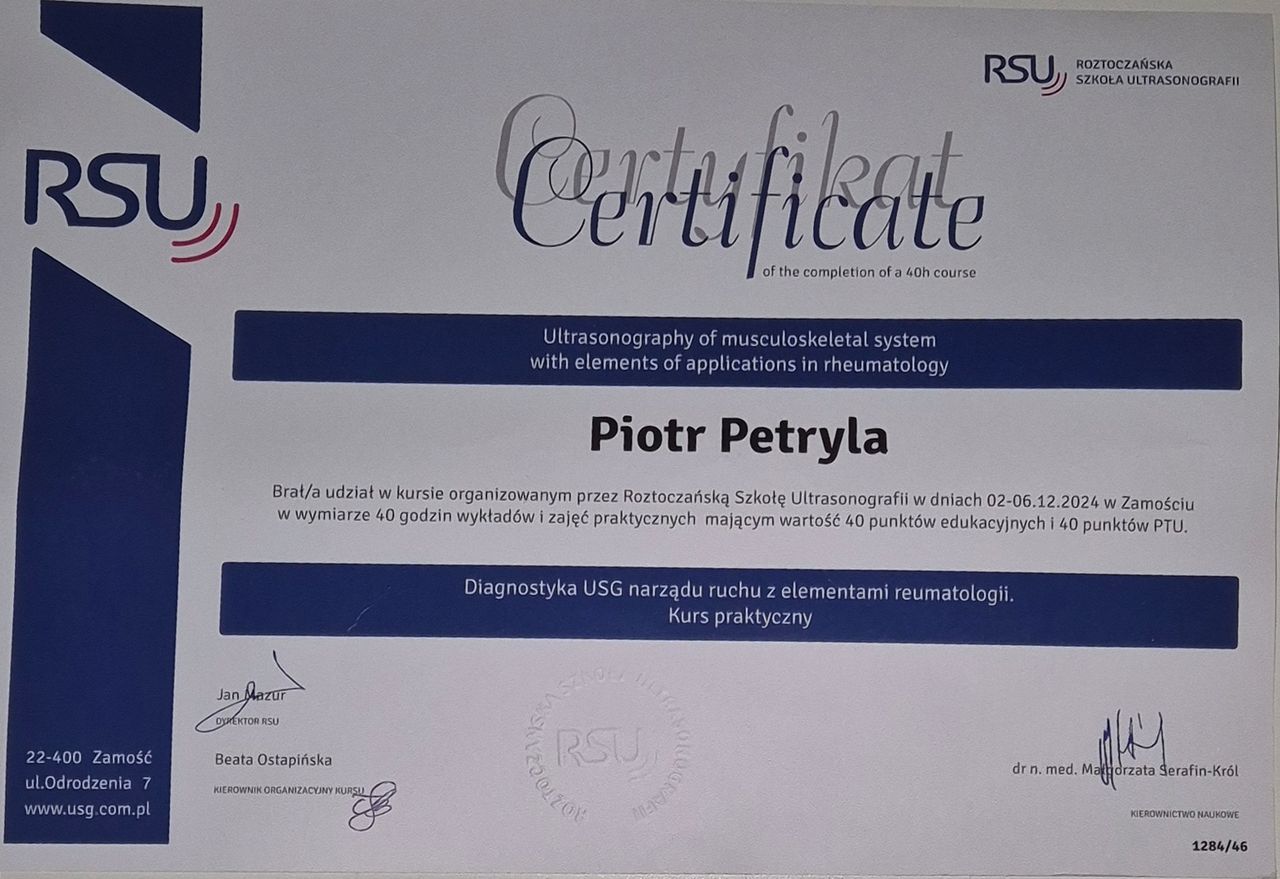 RSU
ROZTOCZAŃSKA
SZKOŁA ULTRASONOGRAFII
RSU
Certyfikat
Certificate
of the completion of a 40h course
Ultrasonography of musculoskeletal system
with elements of applications in rheumatology
Piotr Petryla
Brał/a udział w kursie organizowanym przez Roztoczańską Szkołę Ultrasonografii w dniach 02-06.12.2024 w Zamościu
w wymiarze 40 godzin wykładów i zajęć praktycznych mającym wartość 40 punktów edukacyjnych i 40 punktów PTU.
Diagnostyka USG narządu ruchu z elementami reumatologii.
Kurs praktyczny
Jan Mazur
DYREKTOR RSU
Beata Ostapińska
KIEROWNIK ORGANIZACYJNY KURSU
22-400 Zamość
ul.Odrodzenia 7
www.usg.com.pl
ROZTOCZAŃSKA SZKOŁA ULTRASONOGRAFII
RSU
dr n. med. Małgorzata Serafin-Król
KIEROWNICTWO NAUKOWE
1284/46